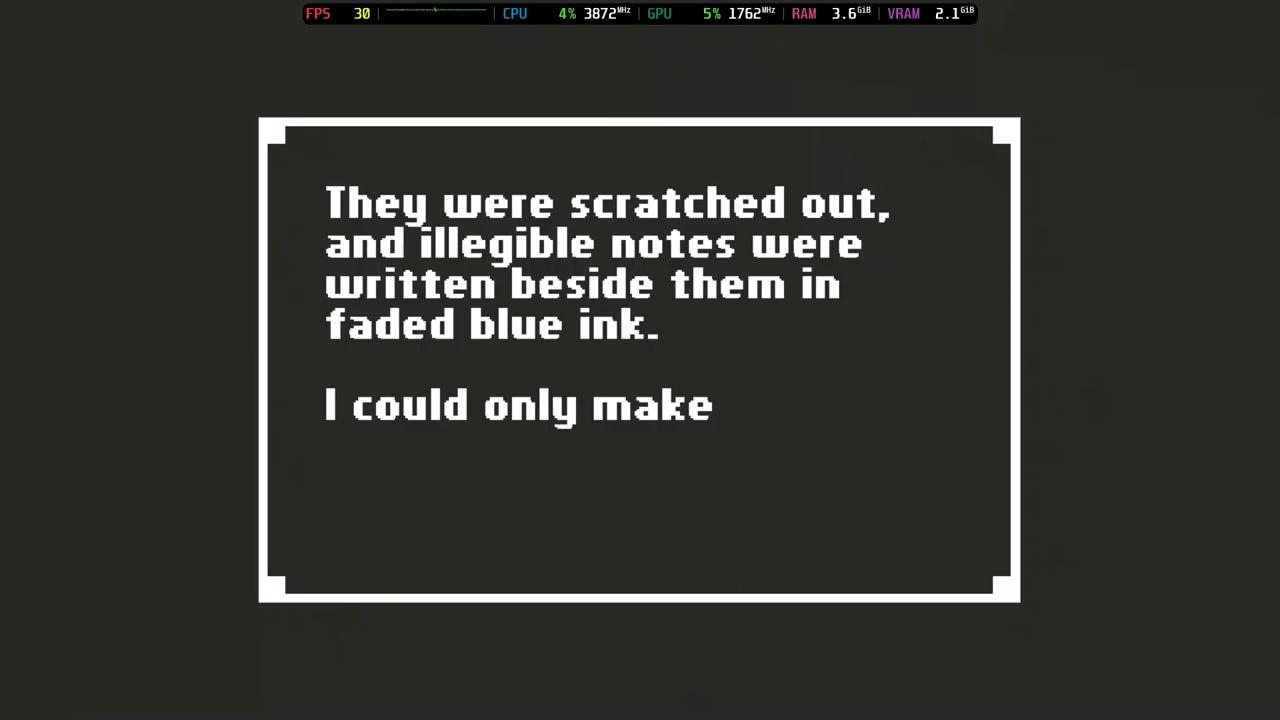 FPS 30 CPU 4% 3872MHz GPU 5% 1762MHz RAM 3.6GiB VRAM 2.1GiB
They were scratched out,
and illegible notes were
written beside them in
faded blue ink.
I could only make